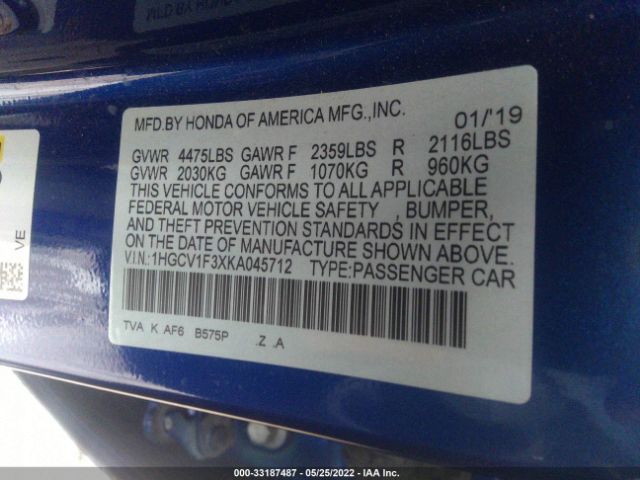 MFD.BY HONDA OF AMERICA MFG.,INC. 01/'19
GVWR 4475LBS GAWR F 2359LBS R 2116LBS
GVWR 2030KG GAWR F 1070KG R 960KG
THIS VEHICLE CONFORMS TO ALL APPLICABLE
FEDERAL MOTOR VEHICLE SAFETY , BUMPER,
AND THEFT PREVENTION STANDARDS IN EFFECT
ON THE DATE OF MANUFACTURE SHOWN ABOVE.
V.I.N.:1HGCV1F3XKA045712 TYPE:PASSENGER CAR
TVA K AF6 B575P .Z .A
VE
000-33187487 - 05/25/2022 - IAA Inc.